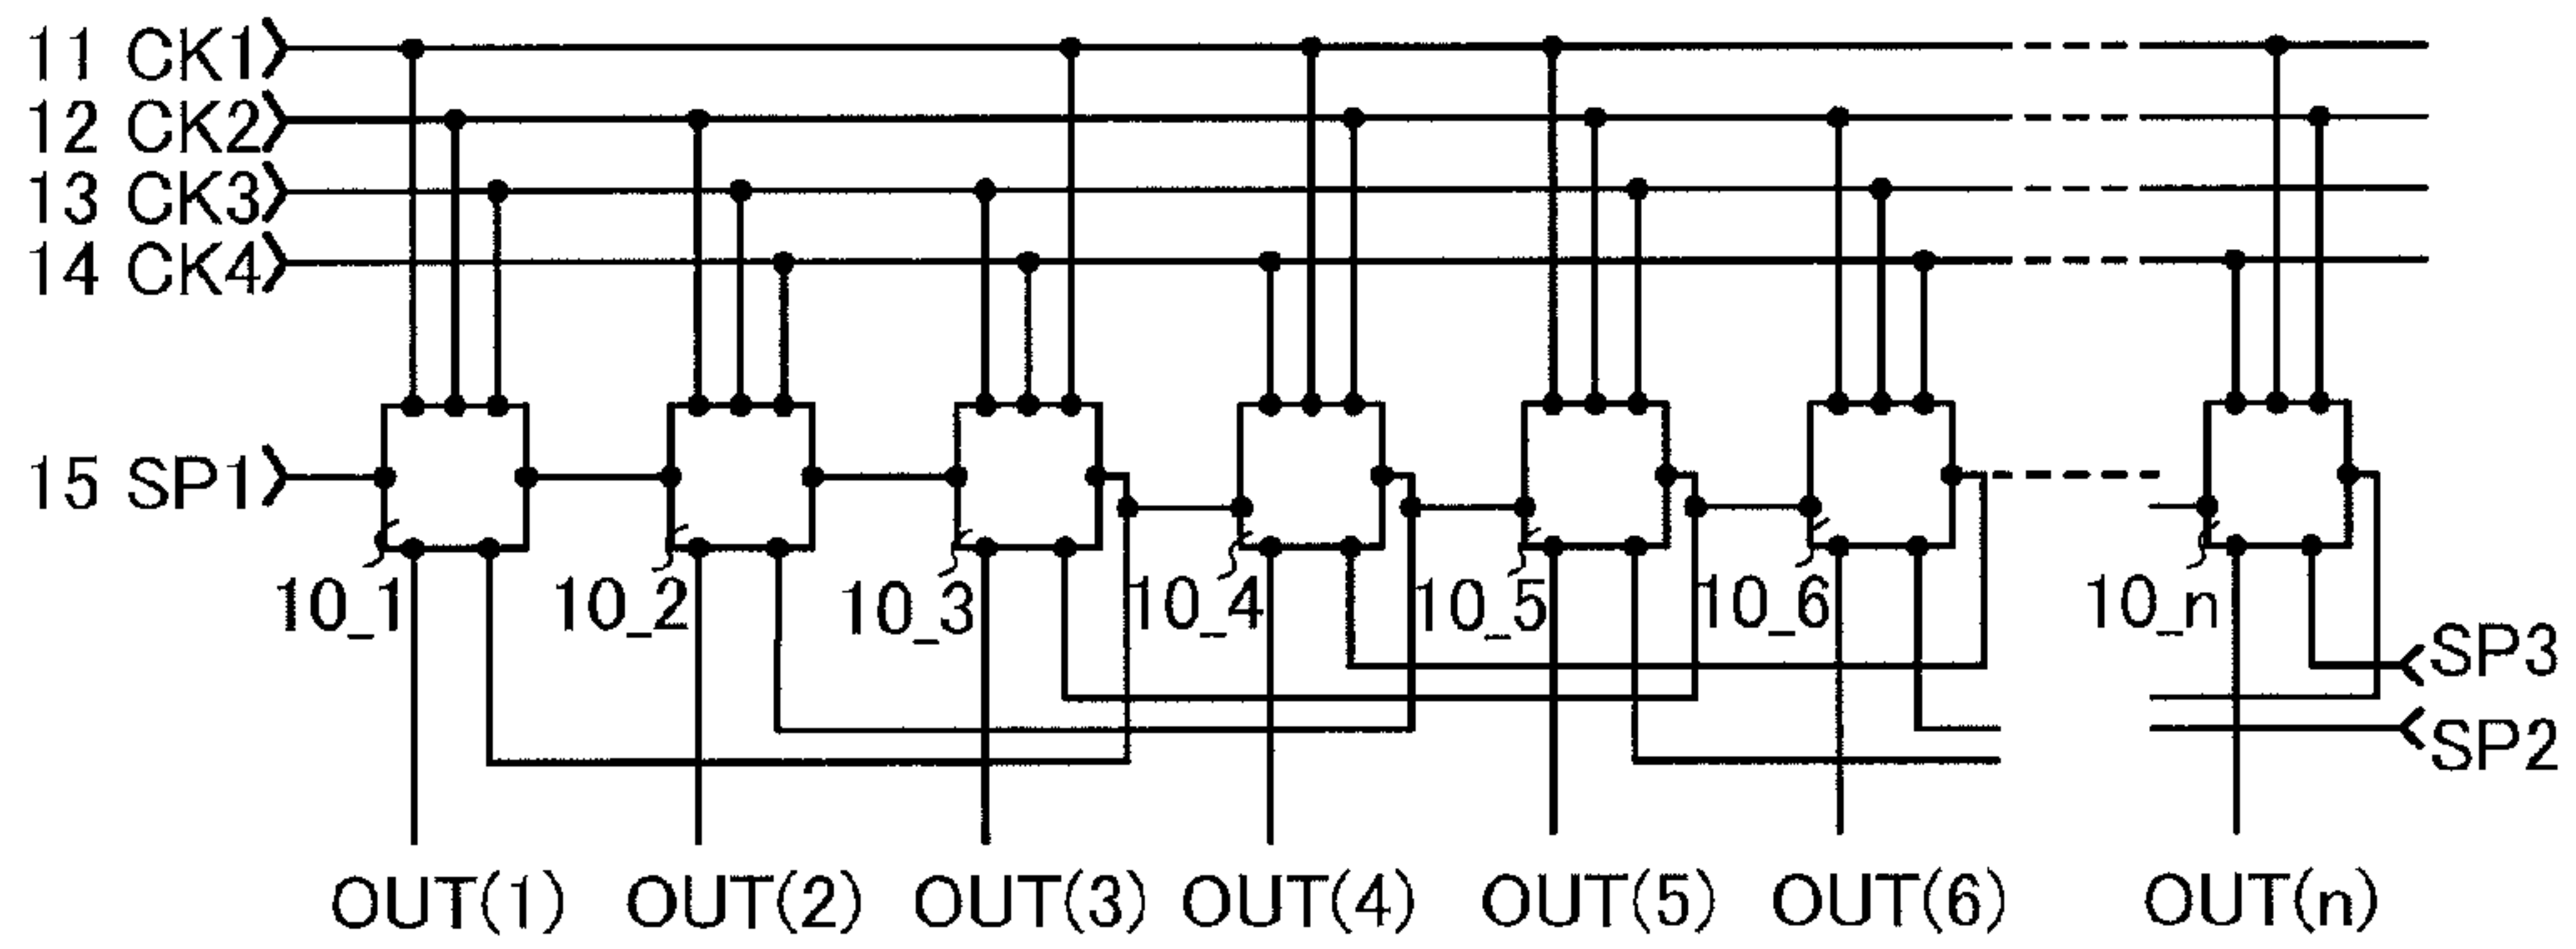 11 CK1
12 CK2
13 CK3
14 CK4
15 SP1
10_1 10_2 10_3 10_4 10_5 10_6 10_n
SP3
SP2
OUT(1) OUT(2) OUT(3) OUT(4) OUT(5) OUT(6) OUT(n)